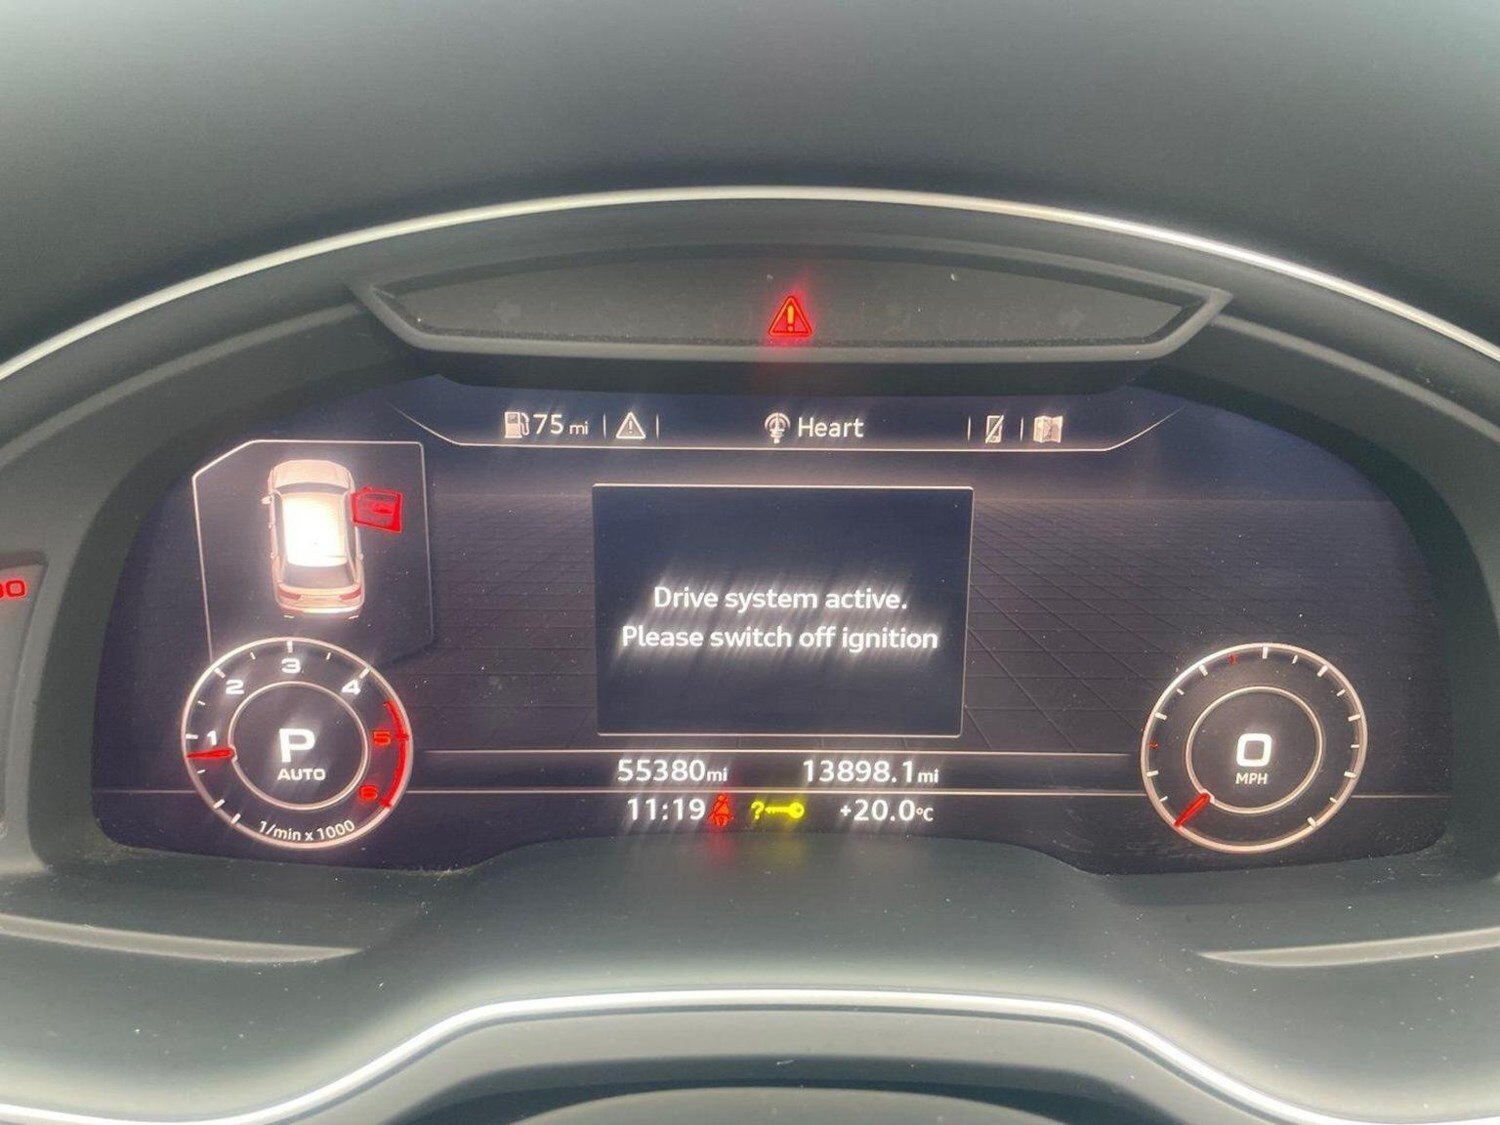 75 mi
Heart
Drive system active.
Please switch off ignition
1
2
3
4
5
6
P
AUTO
1/min x 1000
0
MPH
55380mi
13898.1mi
11:19
?
+20.0°C